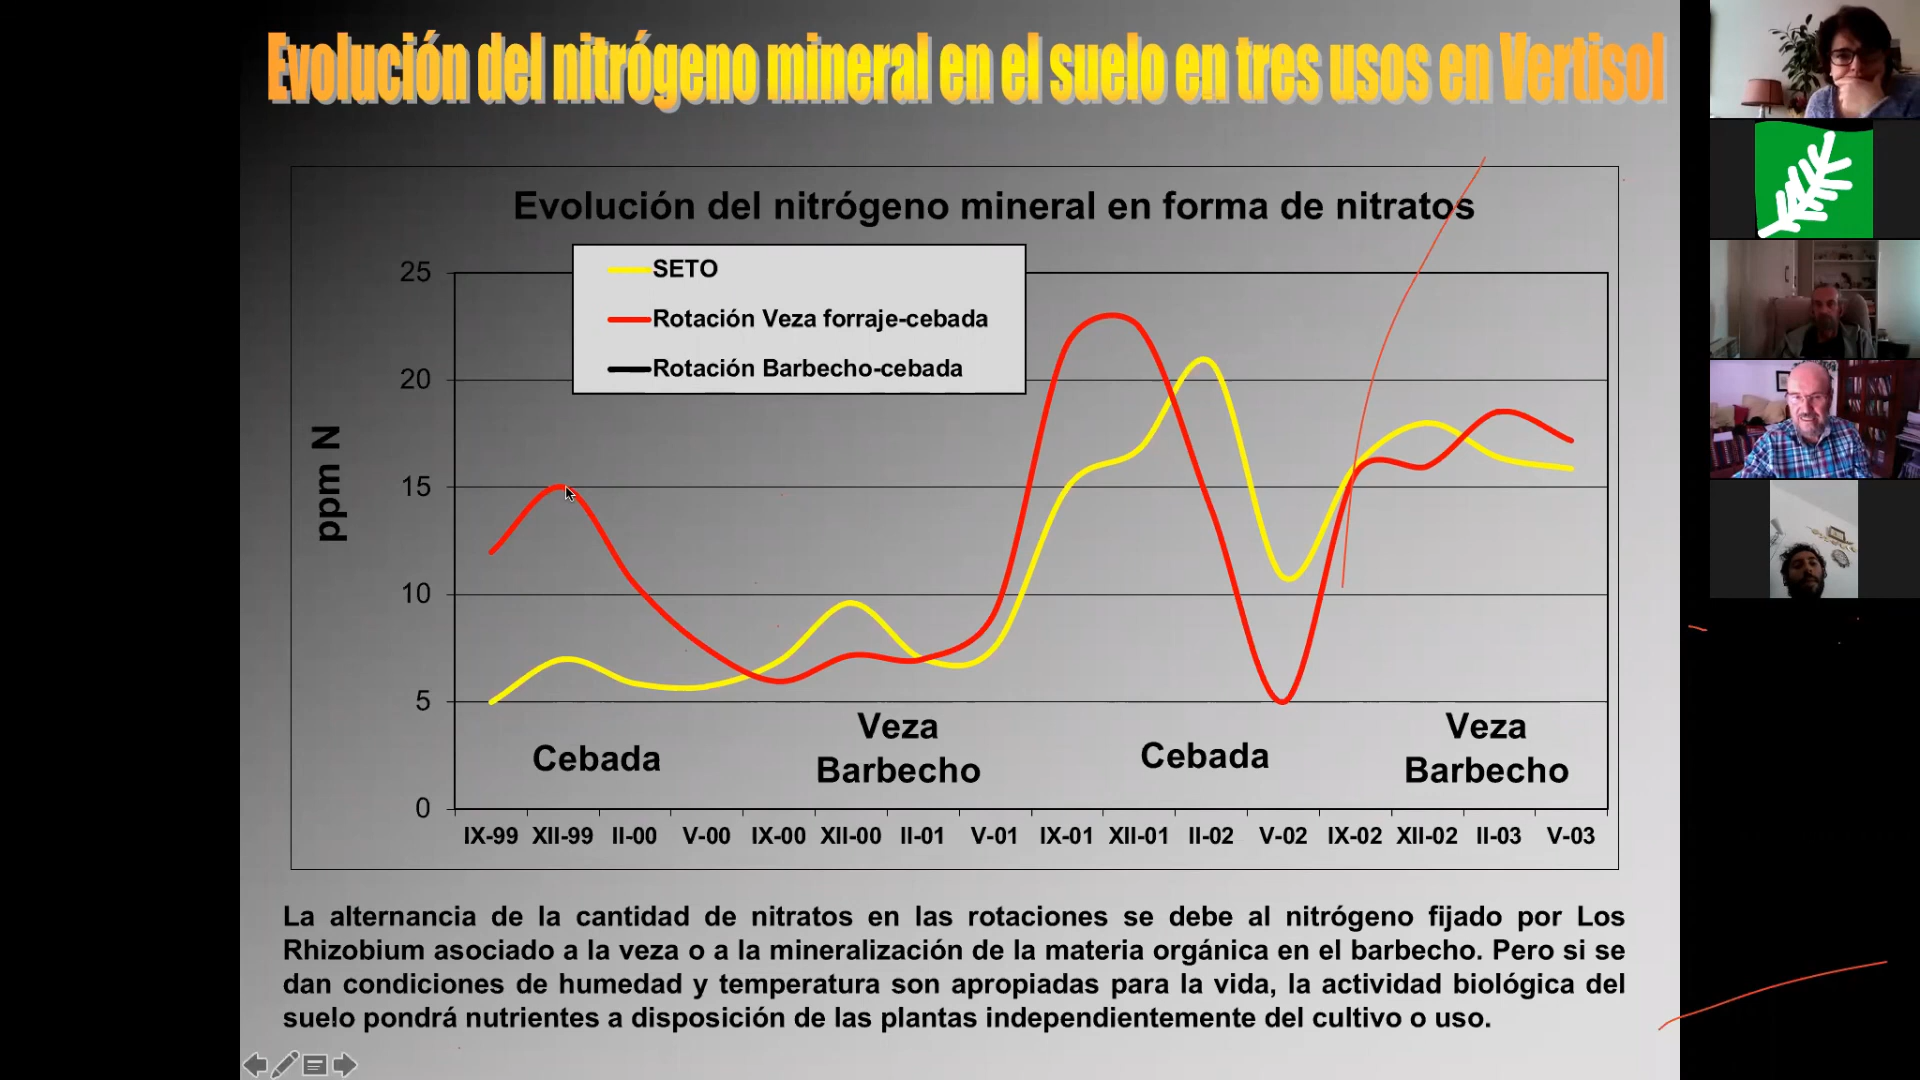 Evolución del nitrógeno mineral en el suelo en tres usos en Vertisol
Evolución del nitrógeno mineral en forma de nitratos
SETO
Rotación Veza forraje-cebada
Rotación Barbecho-cebada
ppm N
25
20
15
10
5
0
Cebada
Veza
Barbecho
Cebada
Veza
Barbecho
IX-99 XII-99 II-00 V-00 IX-00 XII-00 II-01 V-01 IX-01 XII-01 II-02 V-02 IX-02 XII-02 II-03 V-03
La alternancia de la cantidad de nitratos en las rotaciones se debe al nitrógeno fijado por Los
Rhizobium asociado a la veza o a la mineralización de la materia orgánica en el barbecho. Pero si se
dan condiciones de humedad y temperatura son apropiadas para la vida, la actividad biológica del
suelo pondrá nutrientes a disposición de las plantas independientemente del cultivo o uso.